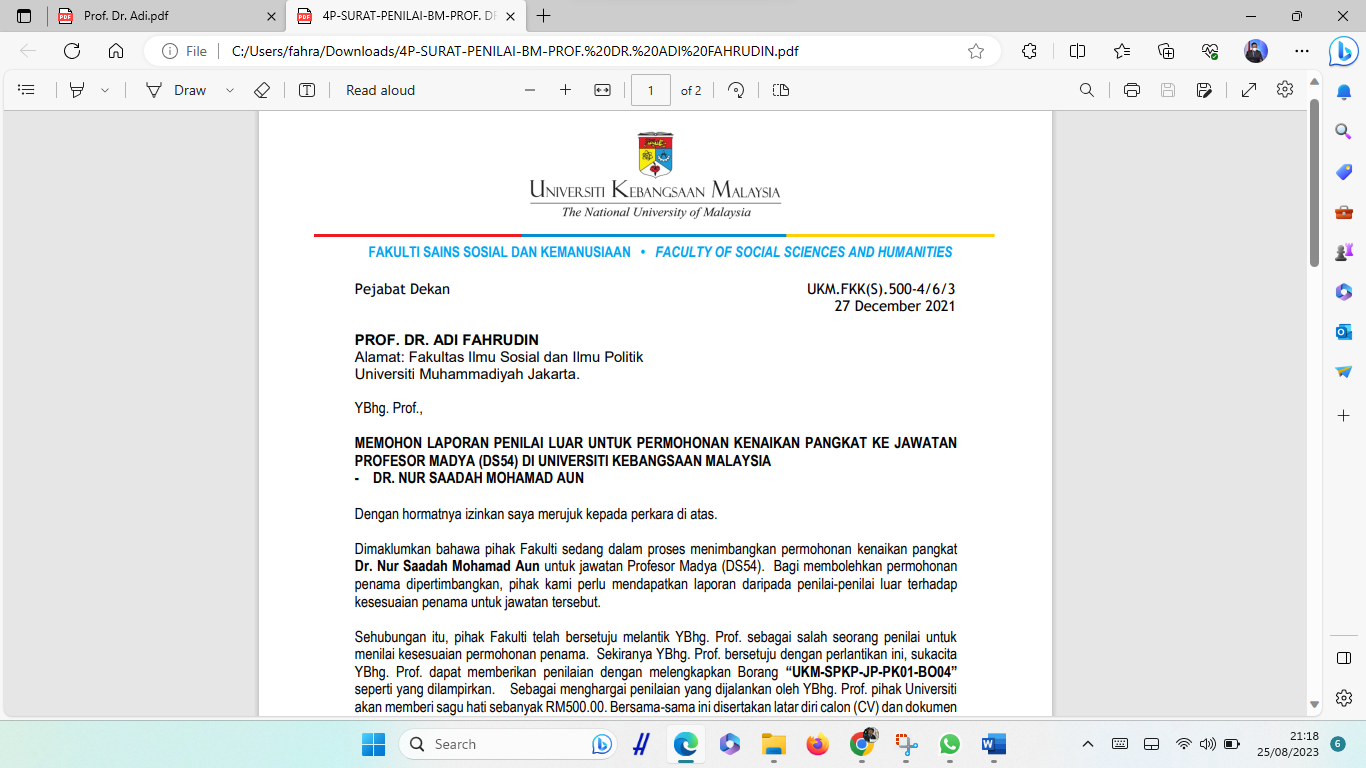 Prof. Dr. Adi.pdf
4P-SURAT-PENILAI-BM-PROF. DR
File
C:/Users/fahra/Downloads/4P-SURAT-PENILAI-BM-PROF.%20DR.%20ADI%20FAHRUDIN.pdf
Draw
Read aloud
1
of 2
UNIVERSITI KEBANGSAAN MALAYSIA
The National University of Malaysia
FAKULTI SAINS SOSIAL DAN KEMANUSIAAN • FACULTY OF SOCIAL SCIENCES AND HUMANITIES
Pejabat Dekan
UKM.FKK(S).500-4/6/3
27 December 2021
PROF. DR. ADI FAHRUDIN
Alamat: Fakultas Ilmu Sosial dan Ilmu Politik
Universiti Muhammadiyah Jakarta.
YBhg. Prof.,
MEMOHON LAPORAN PENILAI LUAR UNTUK PERMOHONAN KENAIKAN PANGKAT KE JAWATAN
PROFESOR MADYA (DS54) DI UNIVERSITI KEBANGSAAN MALAYSIA
- DR. NUR SAADAH MOHAMAD AUN
Dengan hormatnya izinkan saya merujuk kepada perkara di atas.
Dimaklumkan bahawa pihak Fakulti sedang dalam proses menimbangkan permohonan kenaikan pangkat
Dr. Nur Saadah Mohamad Aun untuk jawatan Profesor Madya (DS54). Bagi membolehkan permohonan
penama dipertimbangkan, pihak kami perlu mendapatkan laporan daripada penilai-penilai luar terhadap
kesesuaian penama untuk jawatan tersebut.
Sehubungan itu, pihak Fakulti telah bersetuju melantik YBhg. Prof. sebagai salah seorang penilai untuk
menilai kesesuaian permohonan penama. Sekiranya YBhg. Prof. bersetuju dengan perlantikan ini, sukacita
YBhg. Prof. dapat memberikan penilaian dengan melengkapkan Borang “UKM-SPKP-JP-PK01-BO04”
seperti yang dilampirkan. Sebagai menghargai penilaian yang dijalankan oleh YBhg. Prof. pihak Universiti
akan memberi sagu hati sebanyak RM500.00. Bersama-sama ini disertakan latar diri calon (CV) dan dokumen
Search
21:18
25/08/2023
6